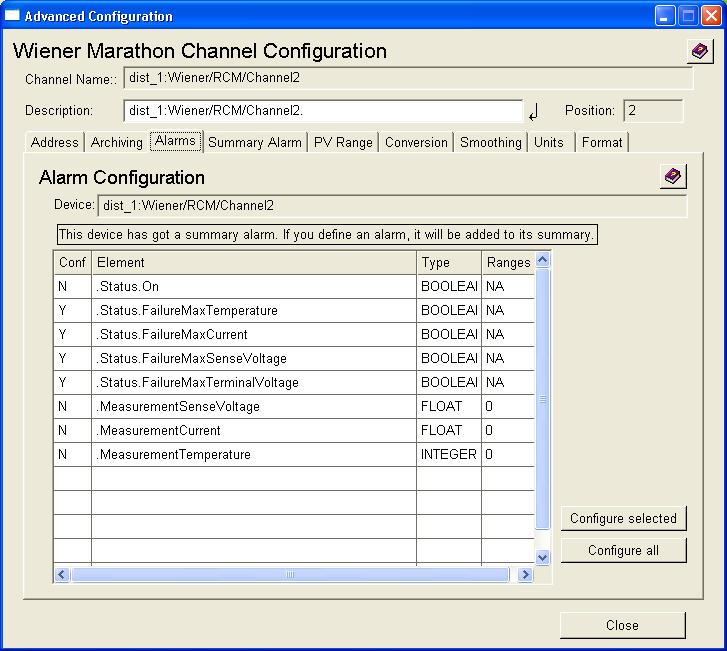 Advanced Configuration
Wiener Marathon Channel Configuration
Channel Name:: dist_1:Wiener/RCM/Channel2
Description: dist_1:Wiener/RCM/Channel2. Position: 2
Address Archiving Alarms Summary Alarm PV Range Conversion Smoothing Units Format
Alarm Configuration
Device: dist_1:Wiener/RCM/Channel2
This device has got a summary alarm. If you define an alarm, it will be added to its summary.
Conf Element Type Ranges
N .Status.On BOOLEAI NA
Y .Status.FailureMaxTemperature BOOLEAI NA
Y .Status.FailureMaxCurrent BOOLEAI NA
Y .Status.FailureMaxSenseVoltage BOOLEAI NA
Y .Status.FailureMaxTerminalVoltage BOOLEAI NA
N .MeasurementSenseVoltage FLOAT 0
N .MeasurementCurrent FLOAT 0
N .MeasurementTemperature INTEGER 0
Configure selected
Configure all
Close